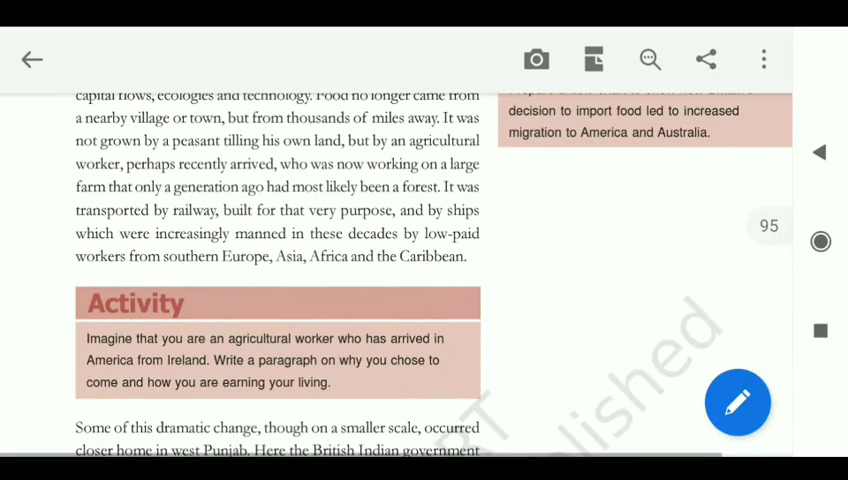 capital flows, ecologies and technology. Food no longer came from
a nearby village or town, but from thousands of miles away. It was
not grown by a peasant tilling his own land, but by an agricultural
worker, perhaps recently arrived, who was now working on a large
farm that only a generation ago had most likely been a forest. It was
transported by railway, built for that very purpose, and by ships
which were increasingly manned in these decades by low-paid
workers from southern Europe, Asia, Africa and the Caribbean.
decision to import food led to increased
migration to America and Australia.
95
Activity
Imagine that you are an agricultural worker who has arrived in
America from Ireland. Write a paragraph on why you chose to
come and how you are earning your living.
Some of this dramatic change, though on a smaller scale, occurred
closer home in west Punjab. Here the British Indian government